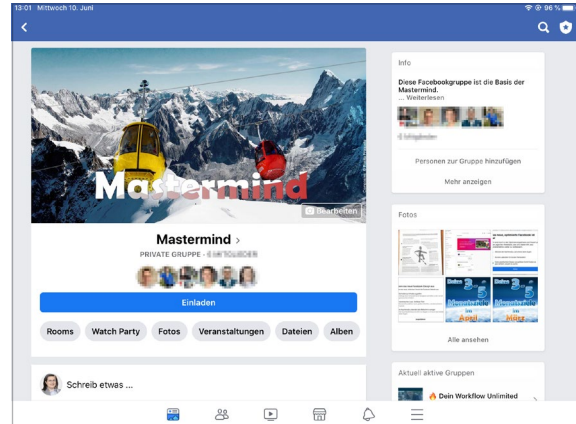 13:01 Mittwoch 10. Juni
96 %
Mastermind
Bearbeiten
Mastermind >
PRIVATE GRUPPE ·
Einladen
Rooms
Watch Party
Fotos
Veranstaltungen
Dateien
Alben
Schreib etwas ...
Info
Diese Facebookgruppe ist die Basis der
Mastermind.
... Weiterlesen
Personen zur Gruppe hinzufügen
Mehr anzeigen
Fotos
Alle ansehen
Aktuell aktive Gruppen
Dein Workflow Unlimited